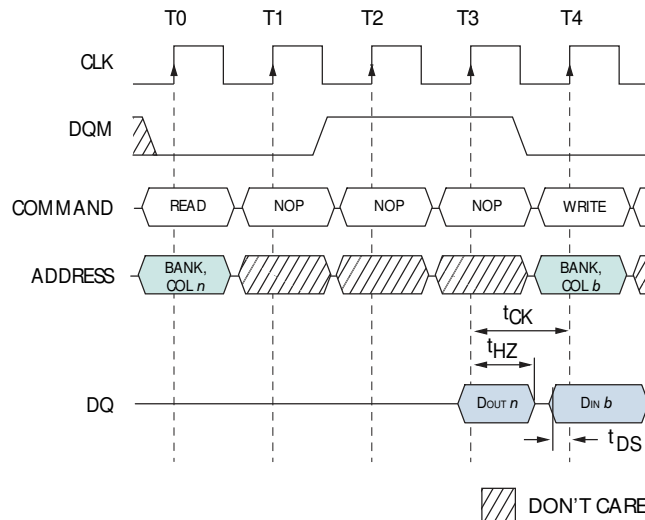 T0 T1 T2 T3 T4
CLK
DQM
COMMAND READ NOP NOP NOP WRITE
ADDRESS BANK, COL n BANK, COL b
tCK
tHZ
DQ DOUT n DIN b
tDS
DON'T CARE